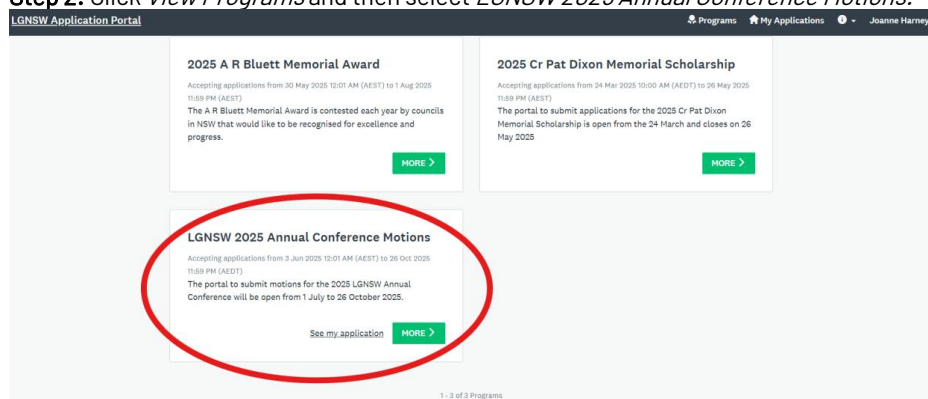 Step 2: Click View Programs and then select LGNSW 2025 Annual Conference Motions.
LGNSW Application Portal
Programs My Applications Joanne Harney
2025 A R Bluett Memorial Award
Accepting applications from 30 May 2025 12:01 AM (AEST) to 1 Aug 2025
11:59 PM (AEST)
The A R Bluett Memorial Award is contested each year by councils
in NSW that would like to be recognised for excellence and
progress.
MORE >
2025 Cr Pat Dixon Memorial Scholarship
Accepting applications from 24 Mar 2025 10:00 AM (AEDT) to 26 May 2025
11:59 PM (AEST)
The portal to submit applications for the 2025 Cr Pat Dixon
Memorial Scholarship is open from the 24 March and closes on 26
May 2025
MORE >
LGNSW 2025 Annual Conference Motions
Accepting applications from 3 Jun 2025 12:01 AM (AEST) to 26 Oct 2025
11:59 PM (AEDT)
The portal to submit motions for the 2025 LGNSW Annual
Conference will be open from 1 July to 26 October 2025.
See my application MORE >
1 - 3 of 3 Programs